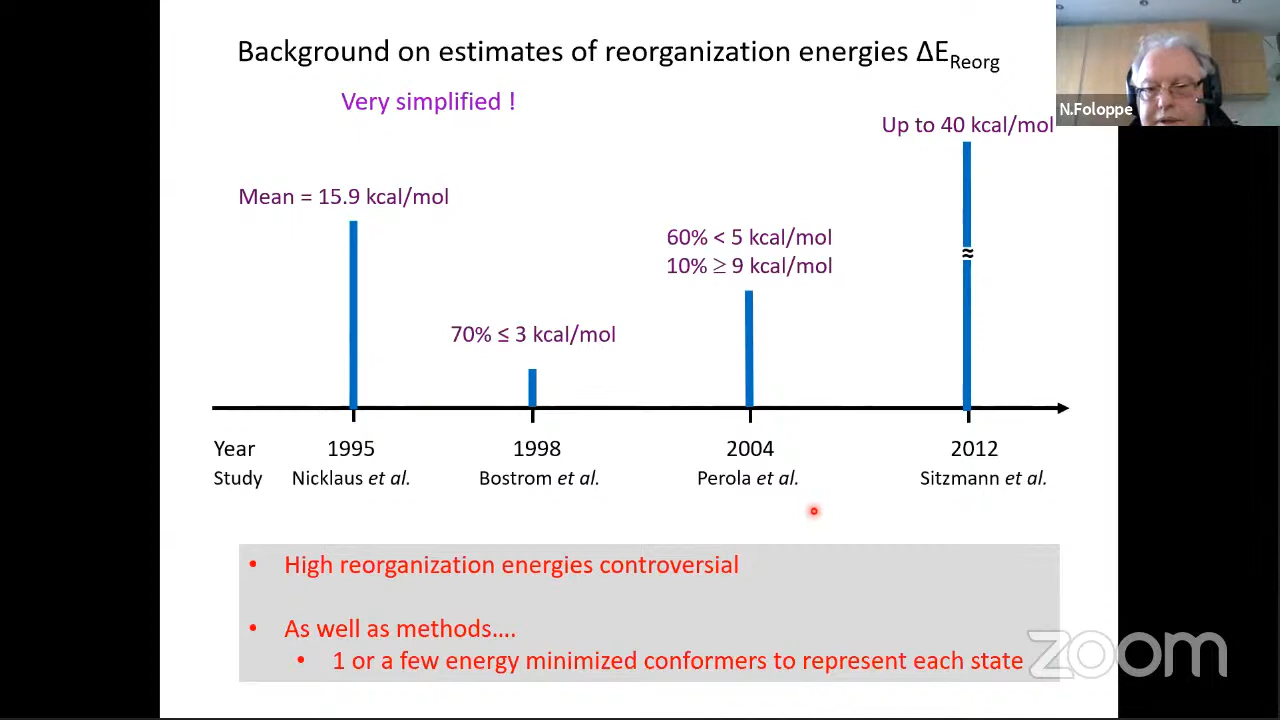 Background on estimates of reorganization energies ΔE_Reorg
Very simplified !
N.Foloppe
Up to 40 kcal/mol
Mean = 15.9 kcal/mol
60% < 5 kcal/mol
10% ≥ 9 kcal/mol
≈
70% ≤ 3 kcal/mol
Year 1995 1998 2004 2012
Study Nicklaus et al. Bostrom et al. Perola et al. Sitzmann et al.
• High reorganization energies controversial
• As well as methods....
• 1 or a few energy minimized conformers to represent each state
zoom